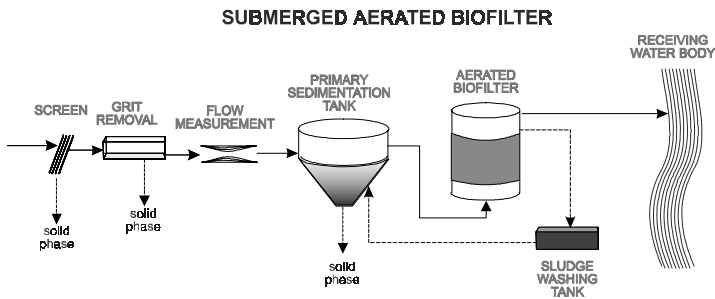 SUBMERGED AERATED BIOFILTER
RECEIVING
WATER BODY
PRIMARY
SEDIMENTATION
TANK
AERATED
BIOFILTER
SCREEN
GRIT
REMOVAL
FLOW
MEASUREMENT
solid
phase
solid
phase
solid
phase
SLUDGE
WASHING
TANK